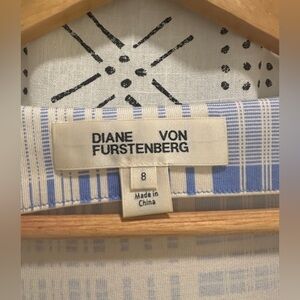 DIANE VON
FURSTENBERG
8
Made in
China